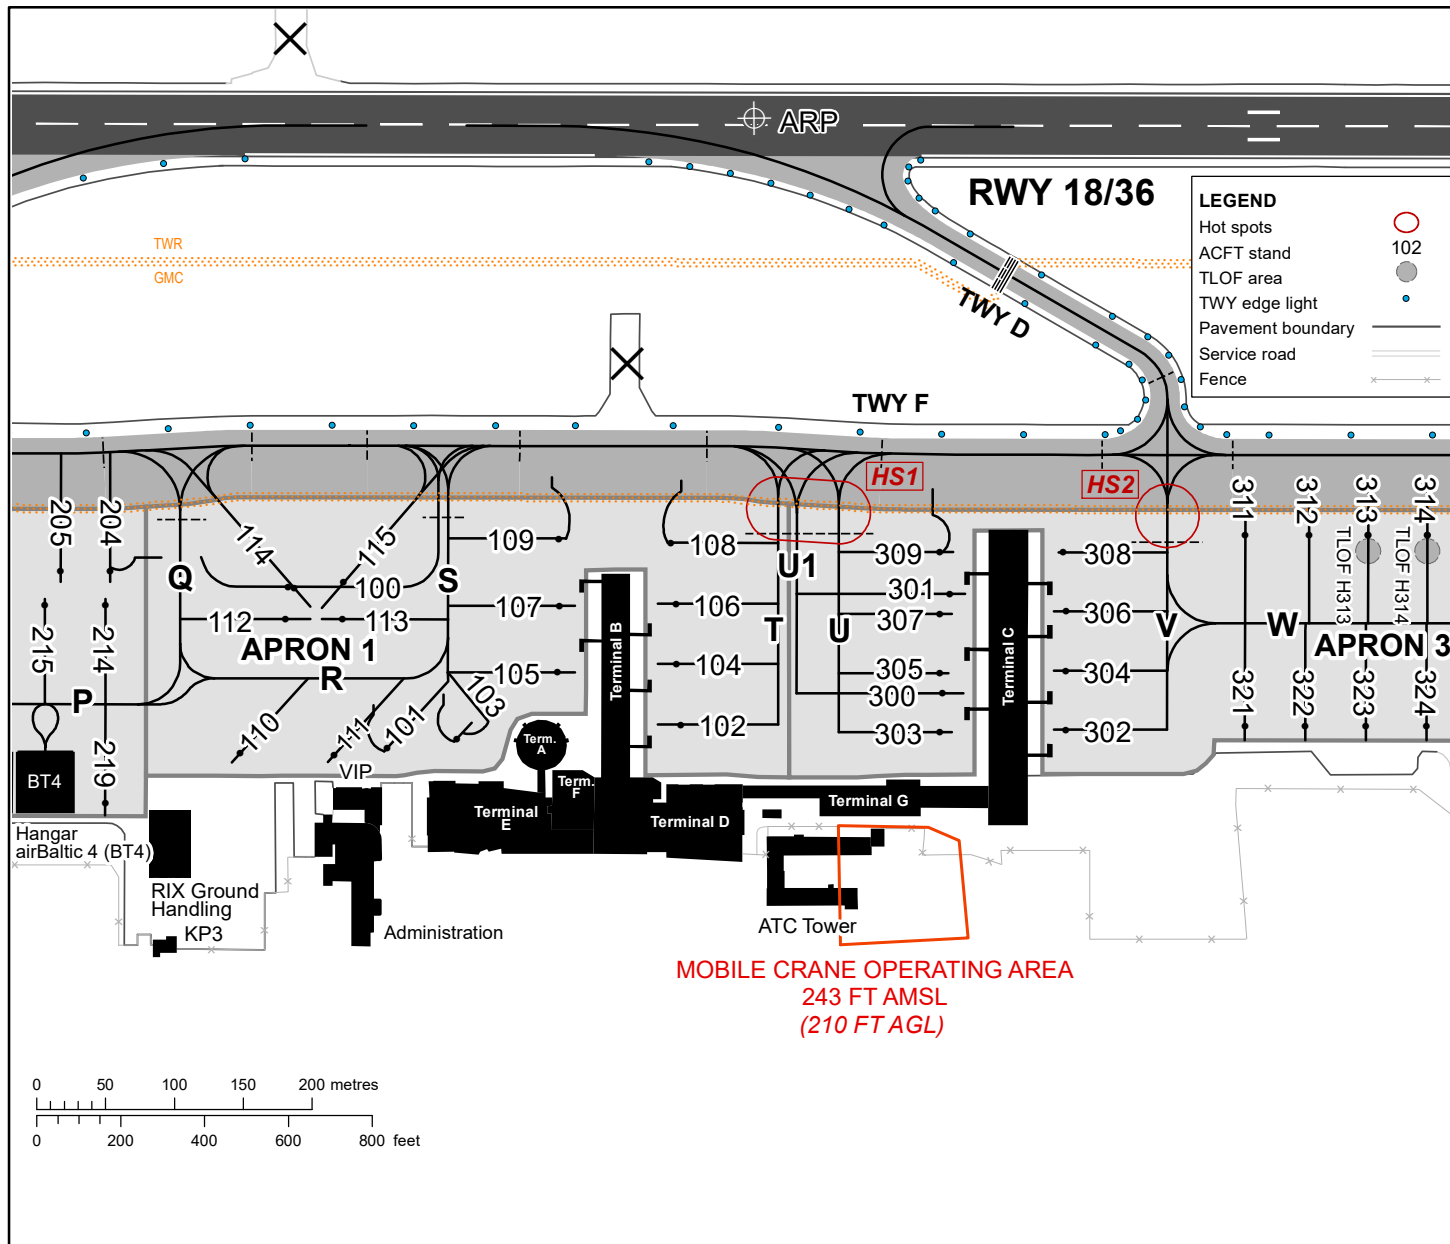 ARP
RWY 18/36
LEGEND
Hot spots
ACFT stand
102
TLOF area
TWY edge light
Pavement boundary
Service road
Fence
TWR
GMC
TWY D
TWY F
HS1
HS2
205
204
114
115
109
108
309
308
311
312
313
314
TLOF H313
TLOF H314
Q
100
S
U1
301
107
106
307
306
112
113
215
214
T
U
V
W
APRON 1
APRON 3
R
105
103
104
305
300
304
P
110
111
101
102
303
302
321
322
323
324
219
BT4
VIP
Term.
A
Term.
F
Terminal B
Terminal C
Terminal
E
Terminal D
Terminal G
Hangar
airBaltic 4 (BT4)
RIX Ground
Handling
KP3
Administration
ATC Tower
MOBILE CRANE OPERATING AREA
243 FT AMSL
(210 FT AGL)
0 50 100 150 200 metres
0 200 400 600 800 feet